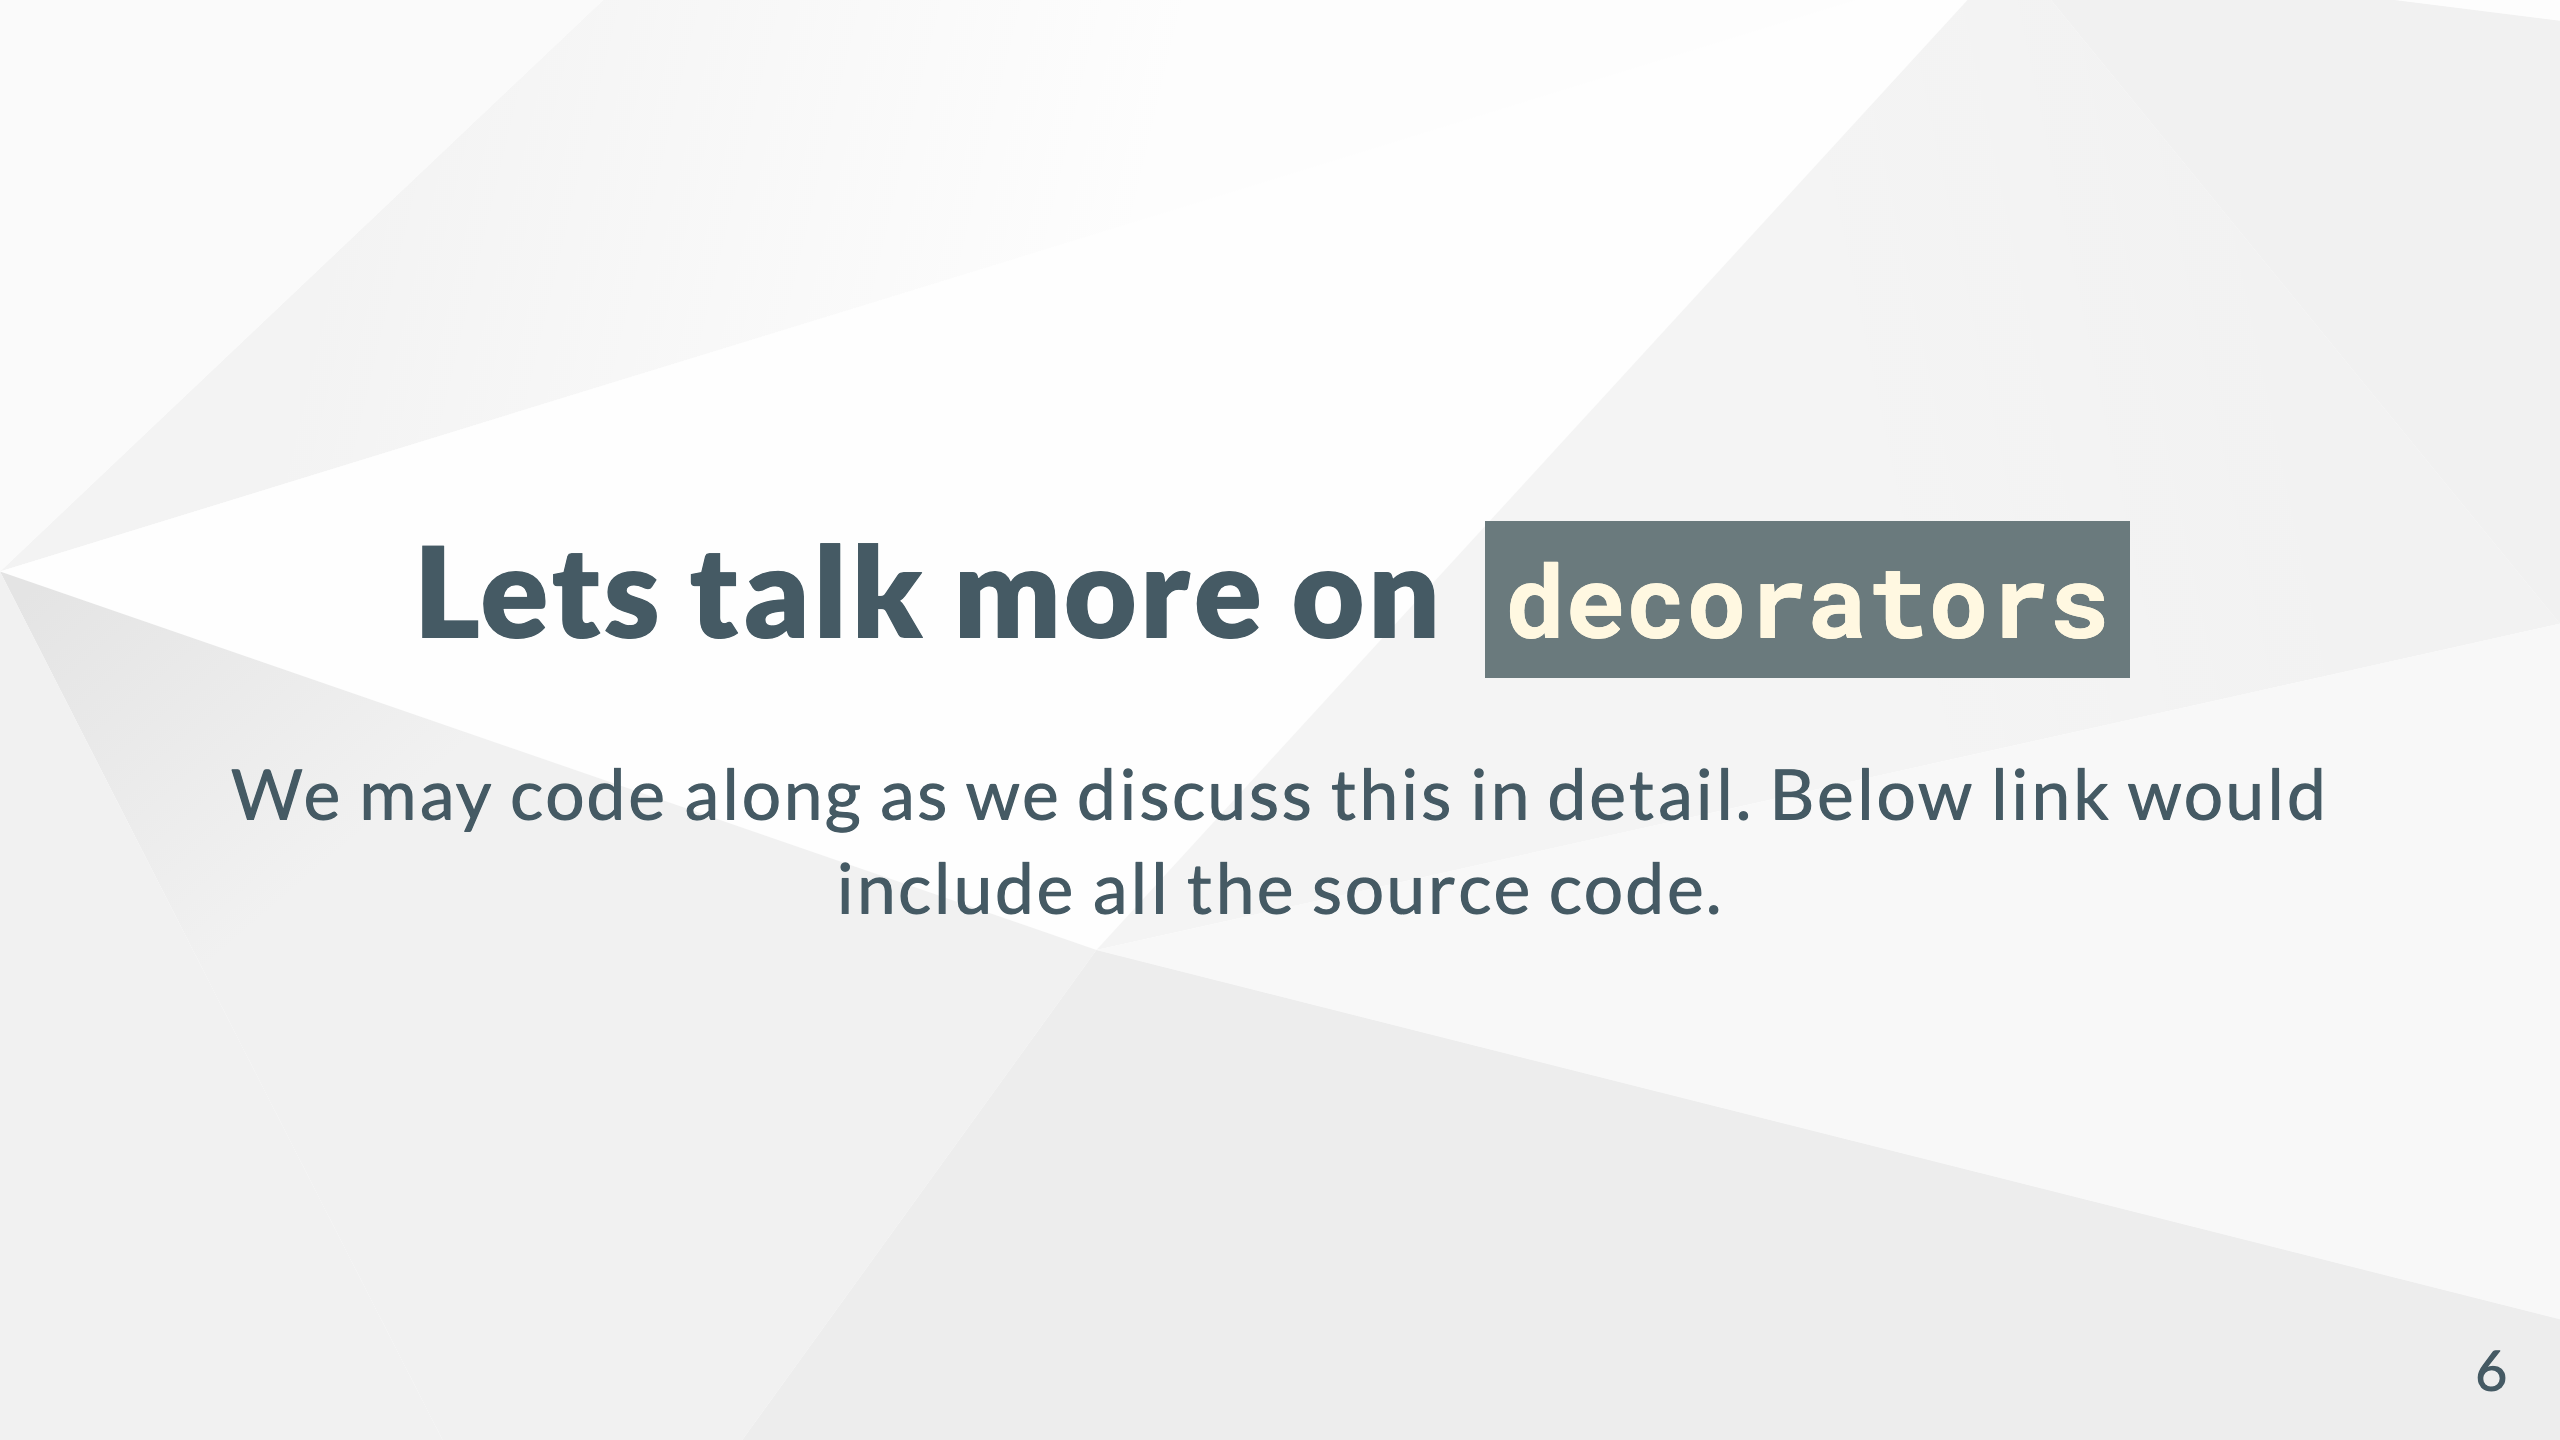 Lets talk more on decorators
We may code along as we discuss this in detail. Below link would
include all the source code.
6